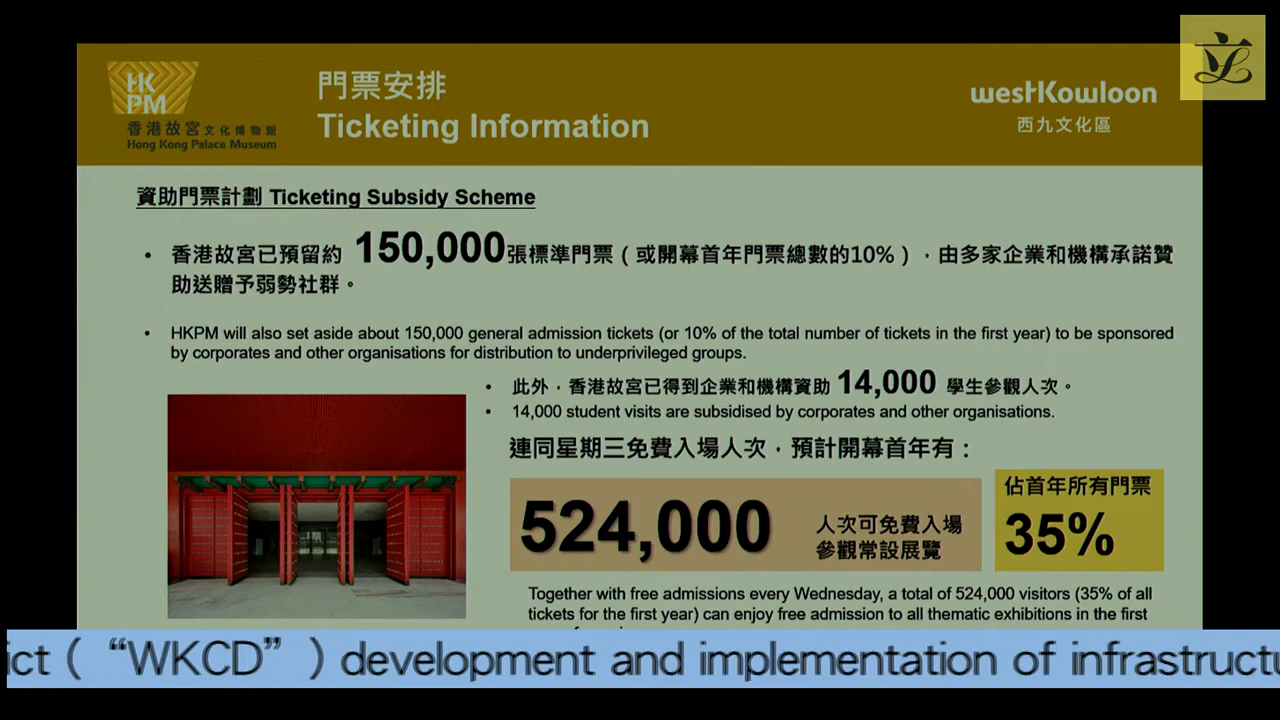 HK
PM
香港故宮文化博物館
Hong Kong Palace Museum
門票安排
Ticketing Information
westKowloon
西九文化區
立
資助門票計劃 Ticketing Subsidy Scheme
• 香港故宮已預留約 150,000張標準門票（或開幕首年門票總數的10%），由多家企業和機構承諾贊
助送贈予弱勢社群。
• HKPM will also set aside about 150,000 general admission tickets (or 10% of the total number of tickets in the first year) to be sponsored
by corporates and other organisations for distribution to underprivileged groups.
• 此外，香港故宮已得到企業和機構資助 14,000 學生參觀人次。
• 14,000 student visits are subsidised by corporates and other organisations.
連同星期三免費入場人次，預計開幕首年有：
524,000 人次可免費入場
參觀常設展覽
佔首年所有門票
35%
Together with free admissions every Wednesday, a total of 524,000 visitors (35% of all
tickets for the first year) can enjoy free admission to all thematic exhibitions in the first
ict (“WKCD”) development and implementation of infrastructu